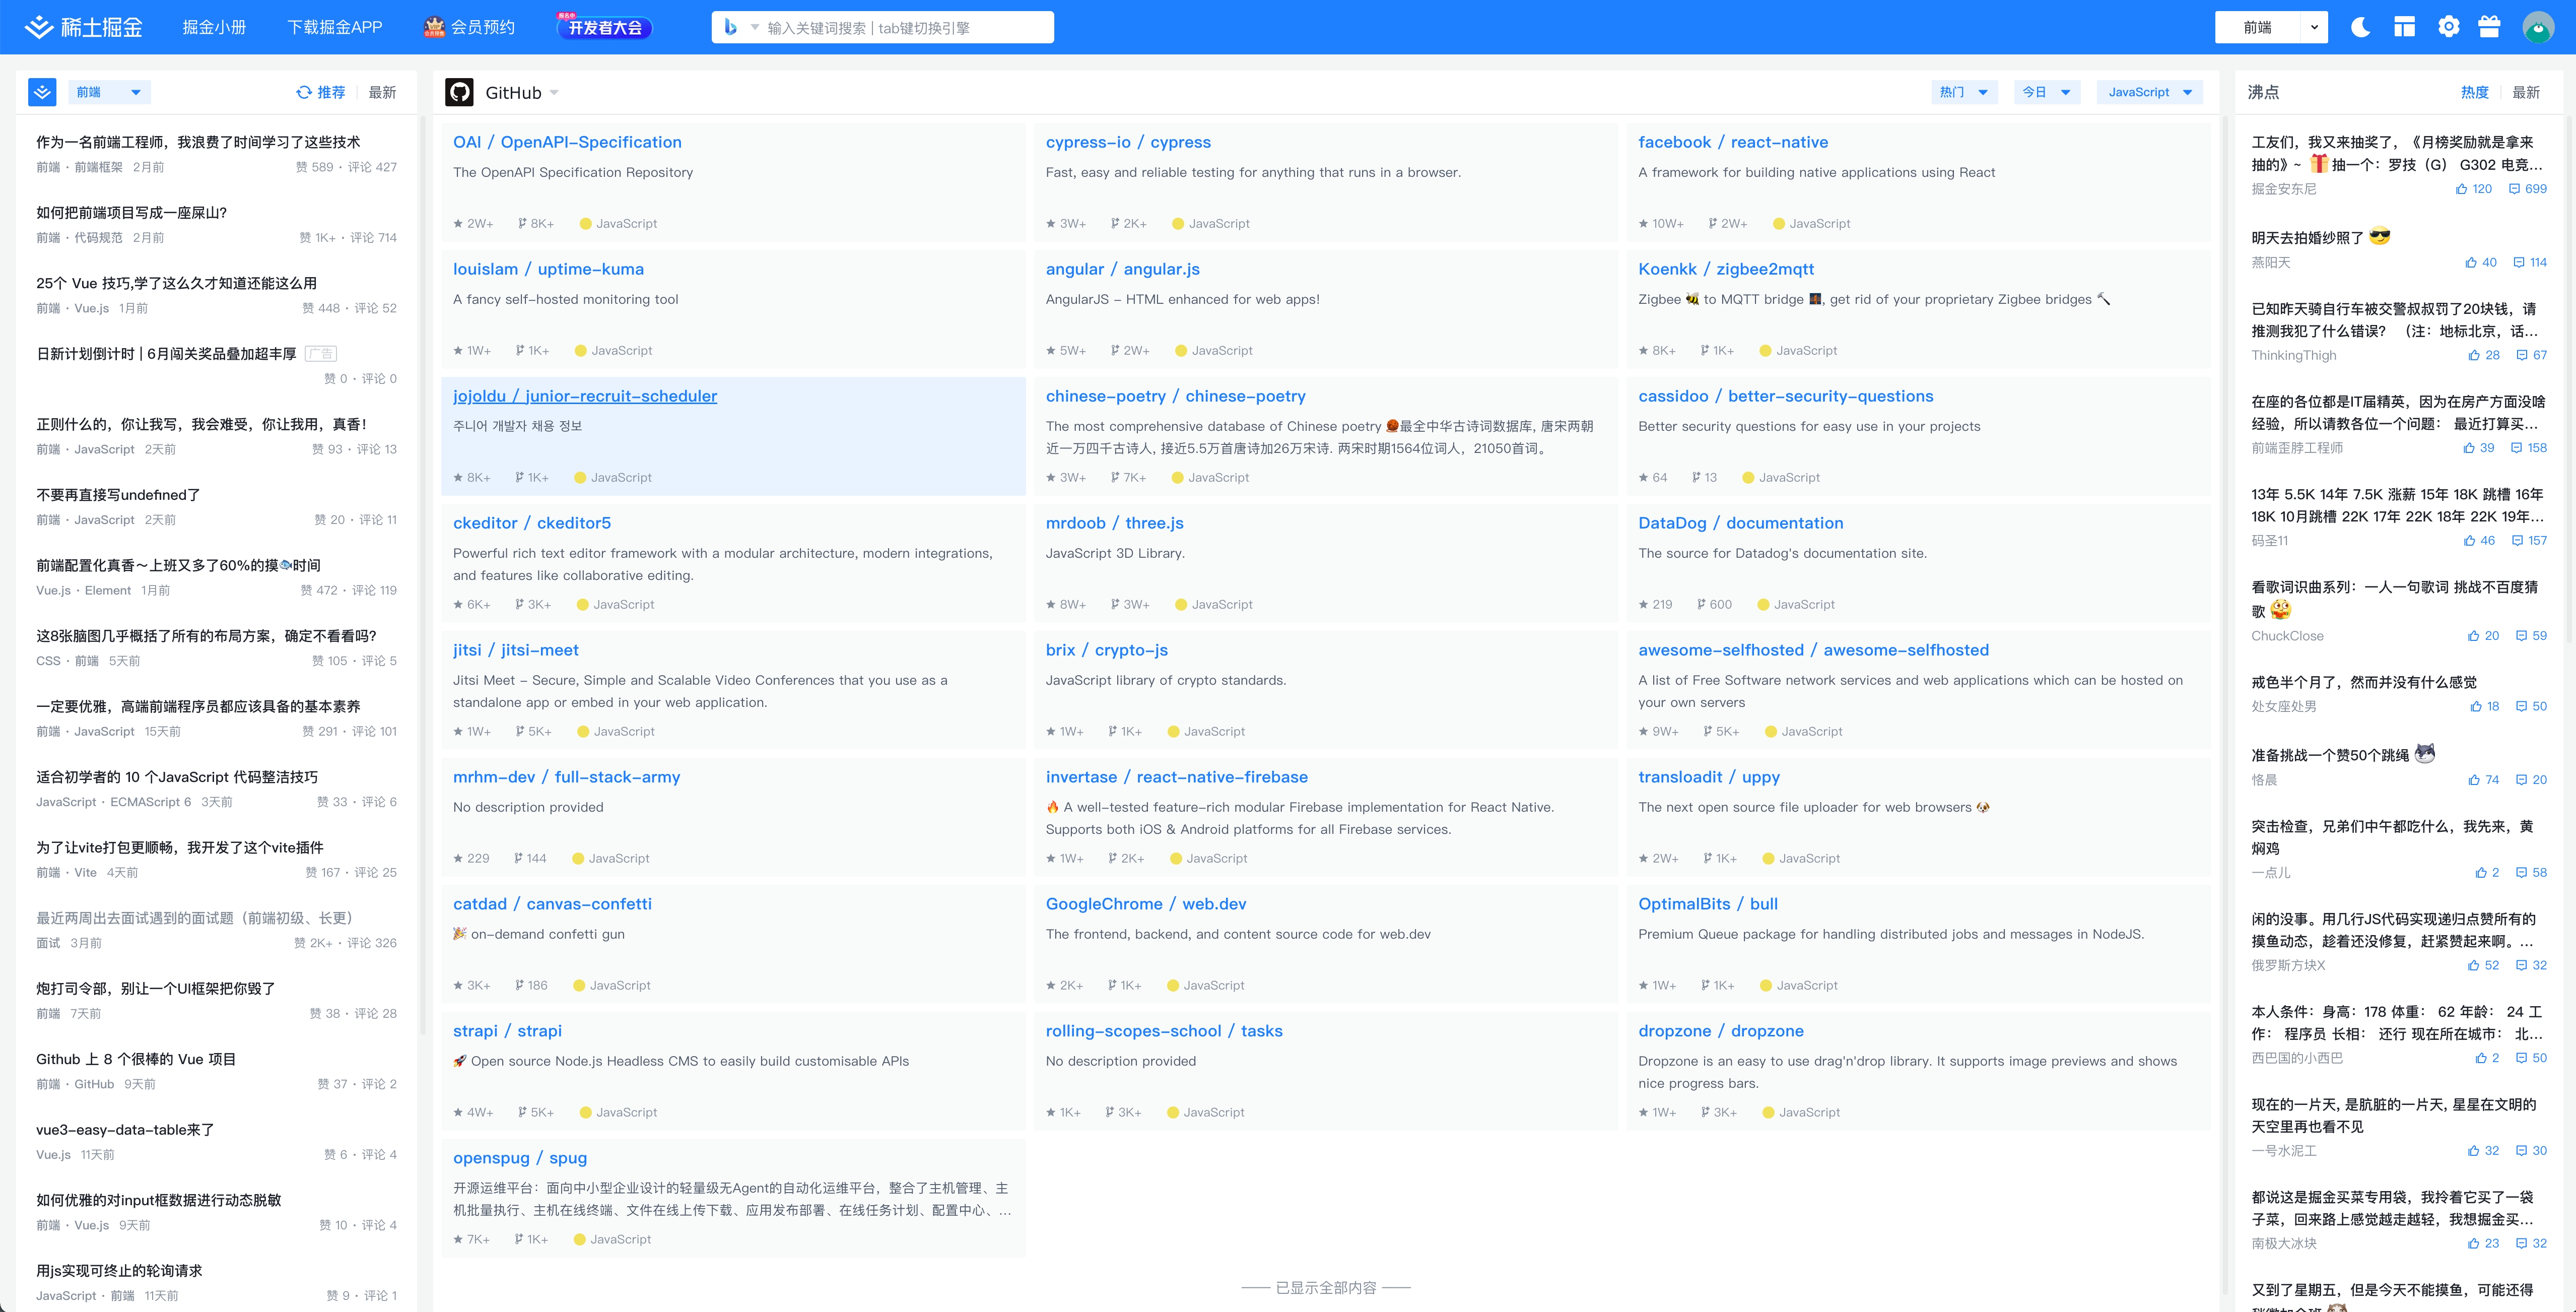 稀土掘金
掘金小册
下载掘金APP
会员预约
报名中
开发者大会
输入关键词搜索 | tab键切换引擎
前端
前端
推荐
最新
作为一名前端工程师，我浪费了时间学习了这些技术
前端 · 前端框架 2月前 赞 589 · 评论 427
如何把前端项目写成一座屎山?
前端 · 代码规范 2月前 赞 1K+ · 评论 714
25个 Vue 技巧,学了这么久才知道还能这么用
前端 · Vue.js 1月前 赞 448 · 评论 52
日新计划倒计时 | 6月闯关奖品叠加超丰厚 广告
赞 0 · 评论 0
正则什么的，你让我写，我会难受，你让我用，真香！
前端 · JavaScript 2天前 赞 93 · 评论 13
不要再直接写undefined了
前端 · JavaScript 2天前 赞 20 · 评论 11
前端配置化真香～上班又多了60%的摸🐟时间
Vue.js · Element 1月前 赞 472 · 评论 119
这8张脑图几乎概括了所有的布局方案，确定不看看吗?
CSS · 前端 5天前 赞 105 · 评论 5
一定要优雅，高端前端程序员都应该具备的基本素养
前端 · JavaScript 15天前 赞 291 · 评论 101
适合初学者的 10 个JavaScript 代码整洁技巧
JavaScript · ECMAScript 6 3天前 赞 33 · 评论 6
为了让vite打包更顺畅，我开发了这个vite插件
前端 · Vite 4天前 赞 167 · 评论 25
最近两周出去面试遇到的面试题（前端初级、长更）
面试 3月前 赞 2K+ · 评论 326
炮打司令部，别让一个UI框架把你毁了
前端 7天前 赞 38 · 评论 28
Github 上 8 个很棒的 Vue 项目
前端 · GitHub 9天前 赞 37 · 评论 2
vue3-easy-data-table来了
Vue.js 11天前 赞 6 · 评论 4
如何优雅的对input框数据进行动态脱敏
前端 · Vue.js 9天前 赞 10 · 评论 4
用js实现可终止的轮询请求
JavaScript · 前端 11天前 赞 9 · 评论 1
GitHub
热门
今日
JavaScript
OAI / OpenAPI-Specification
The OpenAPI Specification Repository
2W+ 8K+ JavaScript
cypress-io / cypress
Fast, easy and reliable testing for anything that runs in a browser.
3W+ 2K+ JavaScript
facebook / react-native
A framework for building native applications using React
10W+ 2W+ JavaScript
louislam / uptime-kuma
A fancy self-hosted monitoring tool
1W+ 1K+ JavaScript
angular / angular.js
AngularJS - HTML enhanced for web apps!
5W+ 2W+ JavaScript
Koenkk / zigbee2mqtt
Zigbee 🐝 to MQTT bridge 🌉, get rid of your proprietary Zigbee bridges 🔨
8K+ 1K+ JavaScript
jojoldu / junior-recruit-scheduler
주니어 개발자 채용 정보
8K+ 1K+ JavaScript
chinese-poetry / chinese-poetry
The most comprehensive database of Chinese poetry 🧶最全中华古诗词数据库, 唐宋两朝
近一万四千古诗人, 接近5.5万首唐诗加26万宋诗. 两宋时期1564位词人，21050首词。
3W+ 7K+ JavaScript
cassidoo / better-security-questions
Better security questions for easy use in your projects
64 13 JavaScript
ckeditor / ckeditor5
Powerful rich text editor framework with a modular architecture, modern integrations,
and features like collaborative editing.
6K+ 3K+ JavaScript
mrdoob / three.js
JavaScript 3D Library.
8W+ 3W+ JavaScript
DataDog / documentation
The source for Datadog's documentation site.
219 600 JavaScript
jitsi / jitsi-meet
Jitsi Meet - Secure, Simple and Scalable Video Conferences that you use as a
standalone app or embed in your web application.
1W+ 5K+ JavaScript
brix / crypto-js
JavaScript library of crypto standards.
1W+ 1K+ JavaScript
awesome-selfhosted / awesome-selfhosted
A list of Free Software network services and web applications which can be hosted on
your own servers
9W+ 5K+ JavaScript
mrhm-dev / full-stack-army
No description provided
229 144 JavaScript
invertase / react-native-firebase
🔥 A well-tested feature-rich modular Firebase implementation for React Native.
Supports both iOS & Android platforms for all Firebase services.
1W+ 2K+ JavaScript
transloadit / uppy
The next open source file uploader for web browsers 🐶
2W+ 1K+ JavaScript
catdad / canvas-confetti
🎉 on-demand confetti gun
3K+ 186 JavaScript
GoogleChrome / web.dev
The frontend, backend, and content source code for web.dev
2K+ 1K+ JavaScript
OptimalBits / bull
Premium Queue package for handling distributed jobs and messages in NodeJS.
1W+ 1K+ JavaScript
strapi / strapi
🚀 Open source Node.js Headless CMS to easily build customisable APIs
4W+ 5K+ JavaScript
rolling-scopes-school / tasks
No description provided
1K+ 3K+ JavaScript
dropzone / dropzone
Dropzone is an easy to use drag'n'drop library. It supports image previews and shows
nice progress bars.
1W+ 3K+ JavaScript
openspug / spug
开源运维平台：面向中小型企业设计的轻量级无Agent的自动化运维平台，整合了主机管理、主
机批量执行、主机在线终端、文件在线上传下载、应用发布部署、在线任务计划、配置中心、...
7K+ 1K+ JavaScript
—— 已显示全部内容 ——
沸点
热度
最新
工友们，我又来抽奖了，《月榜奖励就是拿来
抽的》~ 🎁抽一个：罗技（G） G302 电竞...
掘金安东尼 120 699
明天去拍婚纱照了 😎
燕阳天 40 114
已知昨天骑自行车被交警叔叔罚了20块钱，请
推测我犯了什么错误? （注：地标北京，话...
ThinkingThigh 28 67
在座的各位都是IT届精英，因为在房产方面没啥
经验，所以请教各位一个问题： 最近打算买...
前端歪脖工程师 39 158
13年 5.5K 14年 7.5K 涨薪 15年 18K 跳槽 16年
18K 10月跳槽 22K 17年 22K 18年 22K 19年...
码圣11 46 157
看歌词识曲系列：一人一句歌词 挑战不百度猜
歌
ChuckClose 20 59
戒色半个月了，然而并没有什么感觉
处女座处男 18 50
准备挑战一个赞50个跳绳
恪晨 74 20
突击检查，兄弟们中午都吃什么，我先来，黄
焖鸡
一点儿 2 58
闲的没事。用几行JS代码实现递归点赞所有的
摸鱼动态，趁着还没修复，赶紧赞起来啊。...
俄罗斯方块X 52 32
本人条件：身高：178 体重： 62 年龄： 24 工
作： 程序员 长相： 还行 现在所在城市： 北...
西巴国的小西巴 2 50
现在的一片天, 是肮脏的一片天, 星星在文明的
天空里再也看不见
一号水泥工 32 30
都说这是掘金买菜专用袋，我拎着它买了一袋
子菜，回来路上感觉越走越轻，我想掘金买...
南极大冰块 23 32
又到了星期五，但是今天不能摸鱼，可能还得